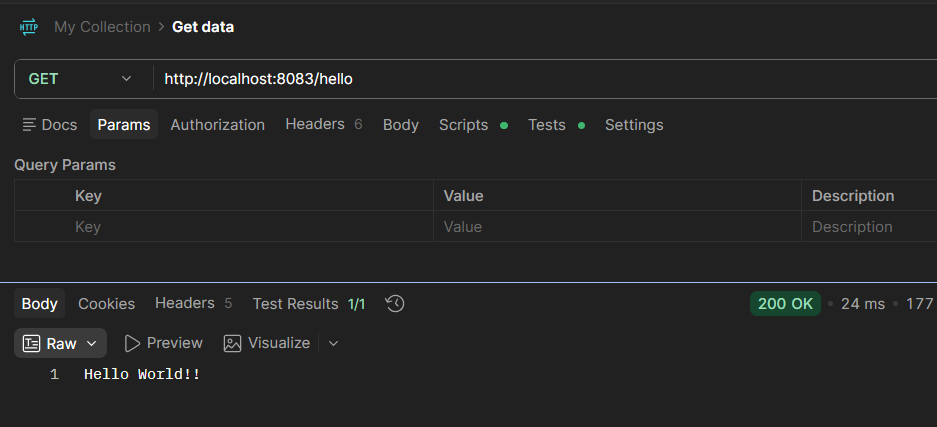 HTTP My Collection > Get data
GET http://localhost:8083/hello
Docs Params Authorization Headers 6 Body Scripts Tests Settings
Query Params
Key Value Description
Key Value Description
Body Cookies Headers 5 Test Results 1/1 200 OK • 24 ms • 177
Raw Preview Visualize
1 Hello World!!